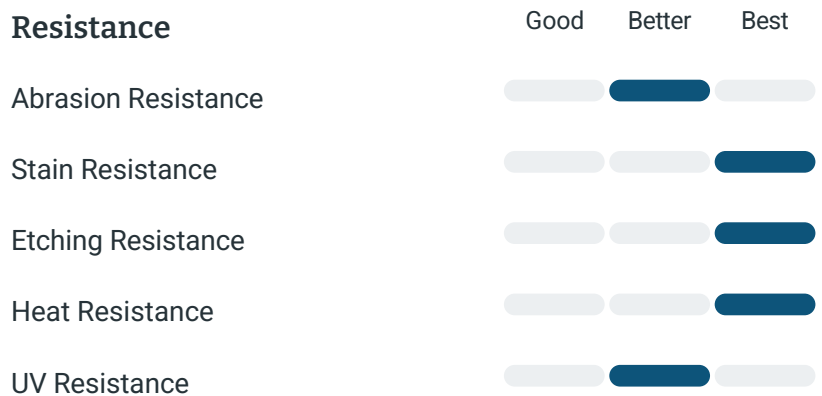 Resistance Good Better Best
Abrasion Resistance
Stain Resistance
Etching Resistance
Heat Resistance
UV Resistance